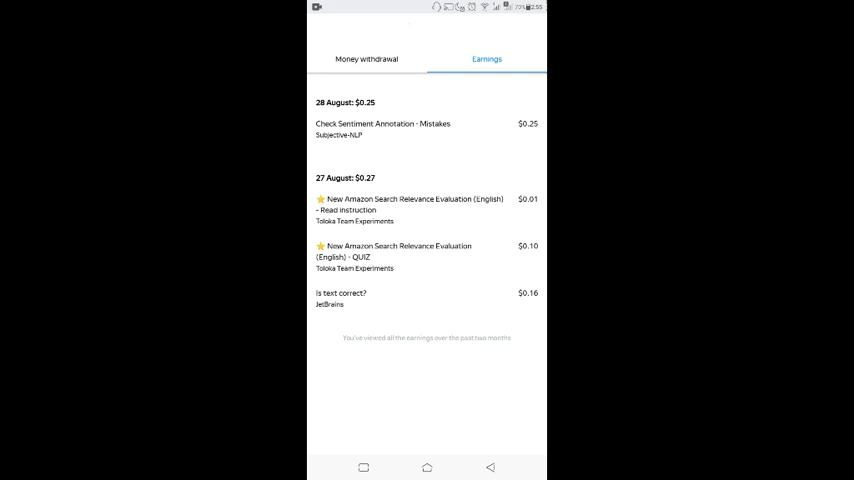 70% 2:55
Money withdrawal
Earnings
28 August: $0.25
Check Sentiment Annotation - Mistakes $0.25
Subjective-NLP
27 August: $0.27
New Amazon Search Relevance Evaluation (English) $0.01
- Read instruction
Toloka Team Experiments
New Amazon Search Relevance Evaluation $0.10
(English) - QUIZ
Toloka Team Experiments
Is text correct? $0.16
JetBrains
You've viewed all the earnings over the past two months